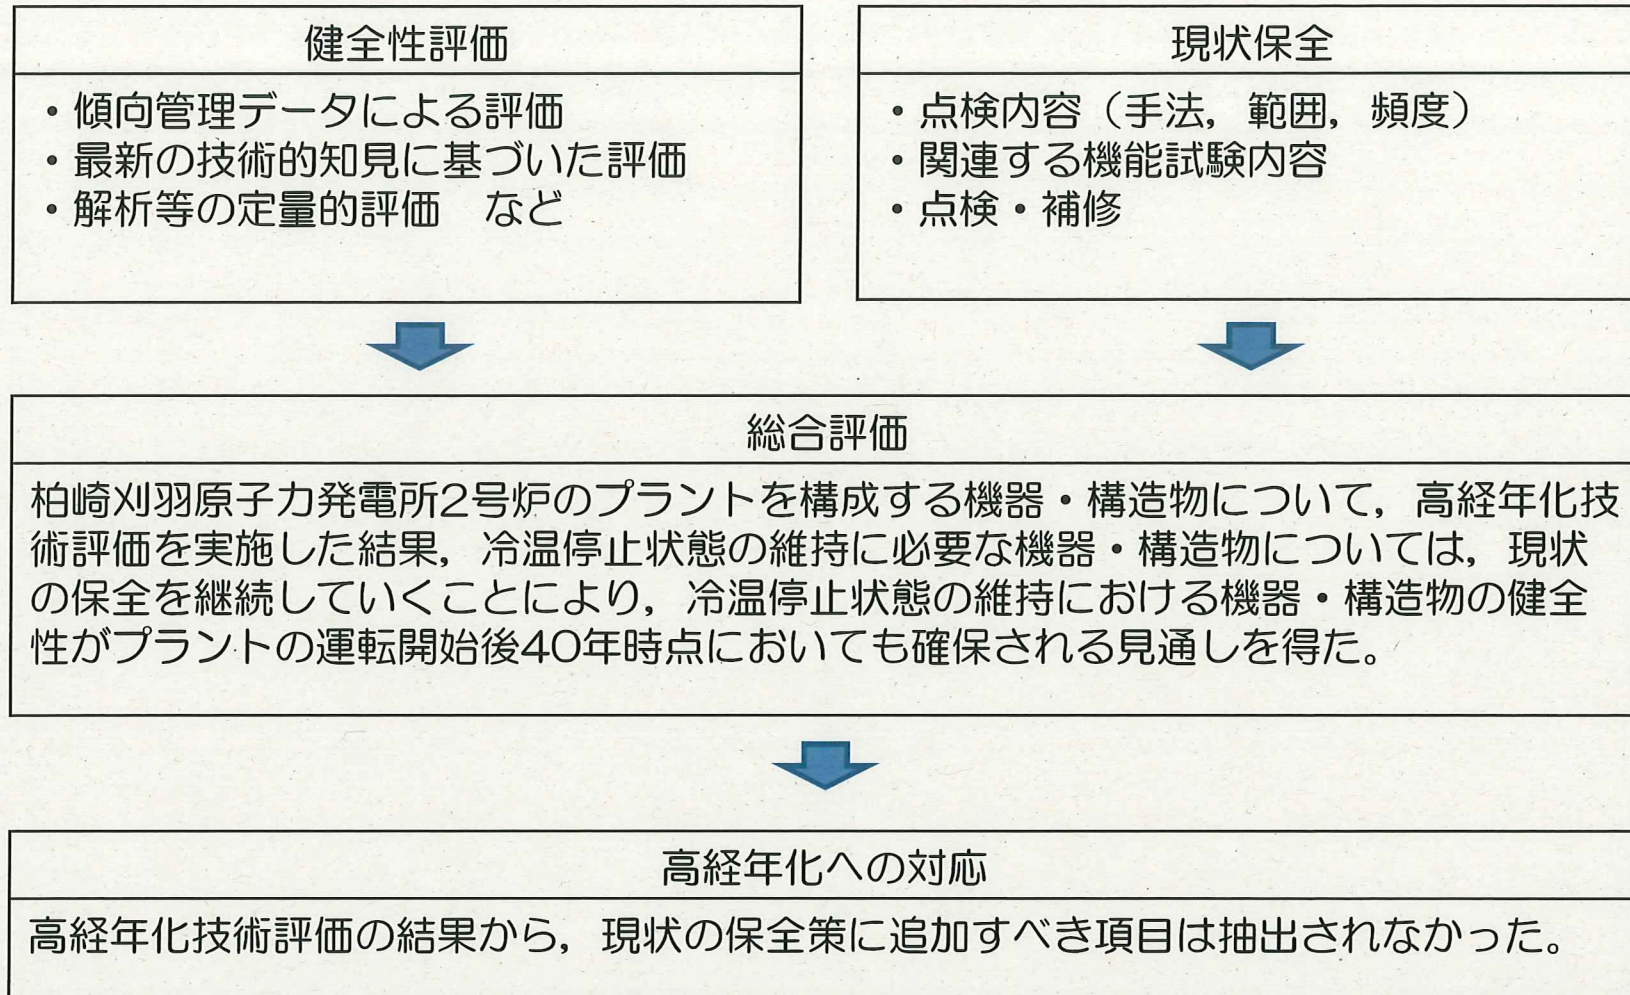 健全性評価
・傾向管理データによる評価
・最新の技術的知見に基づいた評価
・解析等の定量的評価　など
現状保全
・点検内容（手法，範囲，頻度）
・関連する機能試験内容
・点検・補修
総合評価
柏崎刈羽原子力発電所2号炉のプラントを構成する機器・構造物について，高経年化技
術評価を実施した結果，冷温停止状態の維持に必要な機器・構造物については，現状
の保全を継続していくことにより，冷温停止状態の維持における機器・構造物の健全
性がプラントの運転開始後40年時点においても確保される見通しを得た。
高経年化への対応
高経年化技術評価の結果から，現状の保全策に追加すべき項目は抽出されなかった。